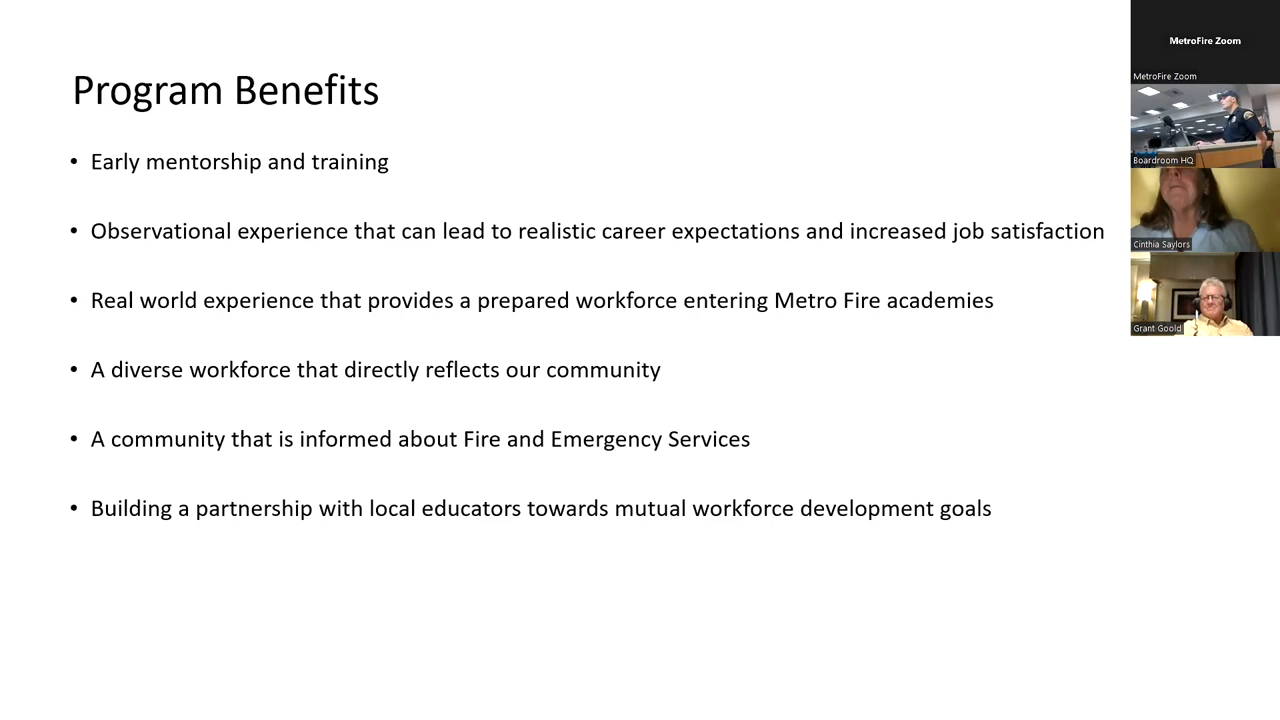 Program Benefits
• Early mentorship and training
• Observational experience that can lead to realistic career expectations and increased job satisfaction
• Real world experience that provides a prepared workforce entering Metro Fire academies
• A diverse workforce that directly reflects our community
• A community that is informed about Fire and Emergency Services
• Building a partnership with local educators towards mutual workforce development goals
MetroFire Zoom
MetroFire Zoom
Boardroom HQ
Cinthia Saylors
Grant Goold